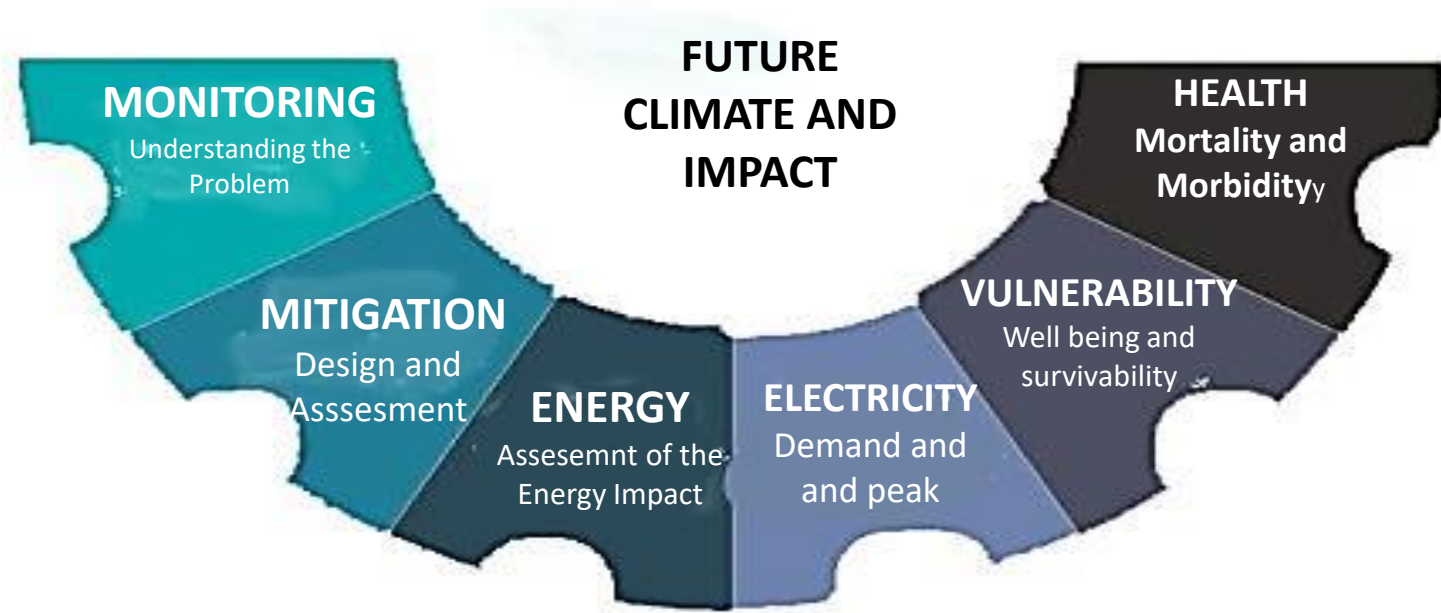 FUTURE
CLIMATE AND
IMPACT
MONITORING
Understanding the
Problem
MITIGATION
Design and
Asssesment
ENERGY
Assesemnt of the
Energy Impact
ELECTRICITY
Demand and
and peak
VULNERABILITY
Well being and
survivability
HEALTH
Mortality and
Morbidityy